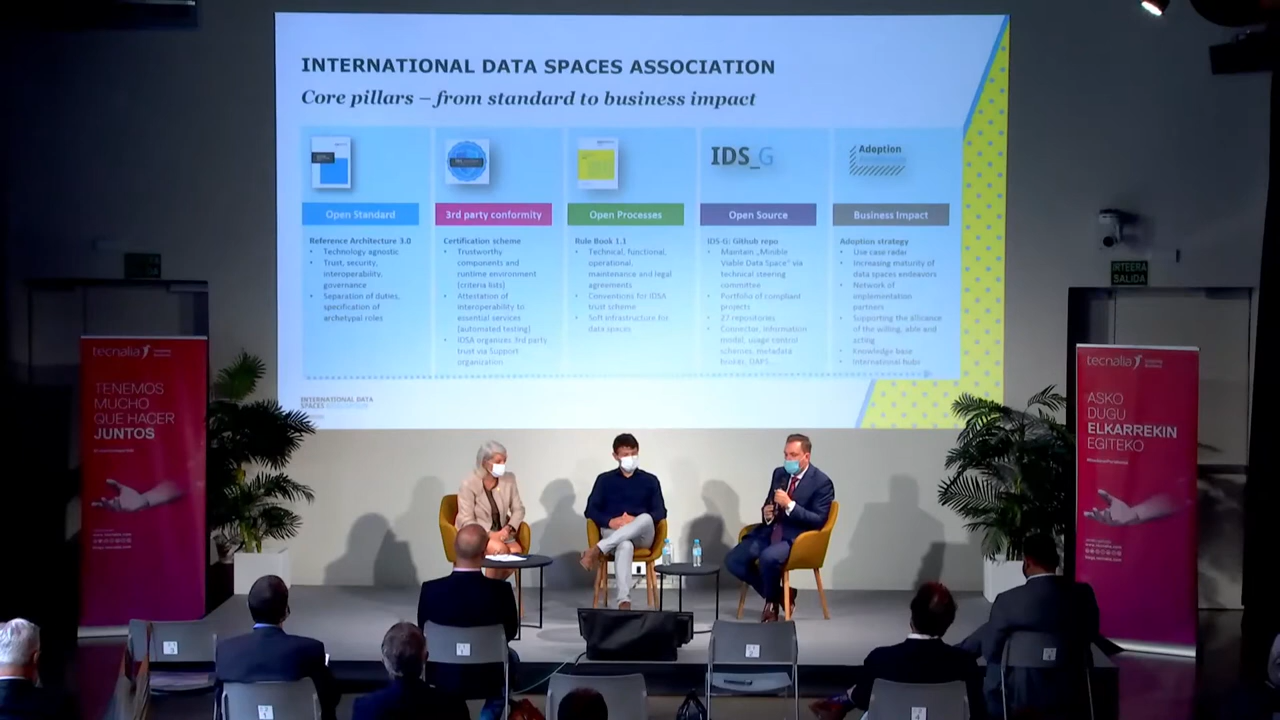 INTERNATIONAL DATA SPACES ASSOCIATION
Core pillars – from standard to business impact
IDS_G
Adoption
Open Standard
3rd party conformity
Open Processes
Open Source
Business Impact
Reference Architecture 3.0
• Technology agnostic
• Trust, security,
interoperability,
governance
• Separation of duties,
specification of
archetypal roles
Certification scheme
• Trustworthy
components and
runtime environment
(criteria lists)
• Attestation of
interoperability to
essential services
(automated testing)
• IDSA organizes 3rd party
trust via Support
organization
Rule Book 1.1
• Technical, functional,
operational,
maintenance and legal
agreements
• Conventions for IDSA
trust scheme
• Soft infrastructure for
data spaces
IDS-G: Github repo
• Maintain „Minible
Viable Data Space" via
technical steering
committee
• Portfolio of compliant
projects
• 27 repositories
• Connector, Information
model, usage control
schemes, metadata
broker, DAPS...
Adoption strategy
• Use case radar
• Increasing maturity of
data spaces endeavors
• Network of
implementation
partners
• Supporting the alliance
of the willing, able and
acting
• Knowledge base
• International hubs
INTERNATIONAL DATA
SPACES ASSOCIATION
IRTEERA
SALIDA
tecnalia
TENEMOS
MUCHO
QUE HACER
JUNTOS
tecnalia
ASKO
DUGU
ELKARREKIN
EGITEKO